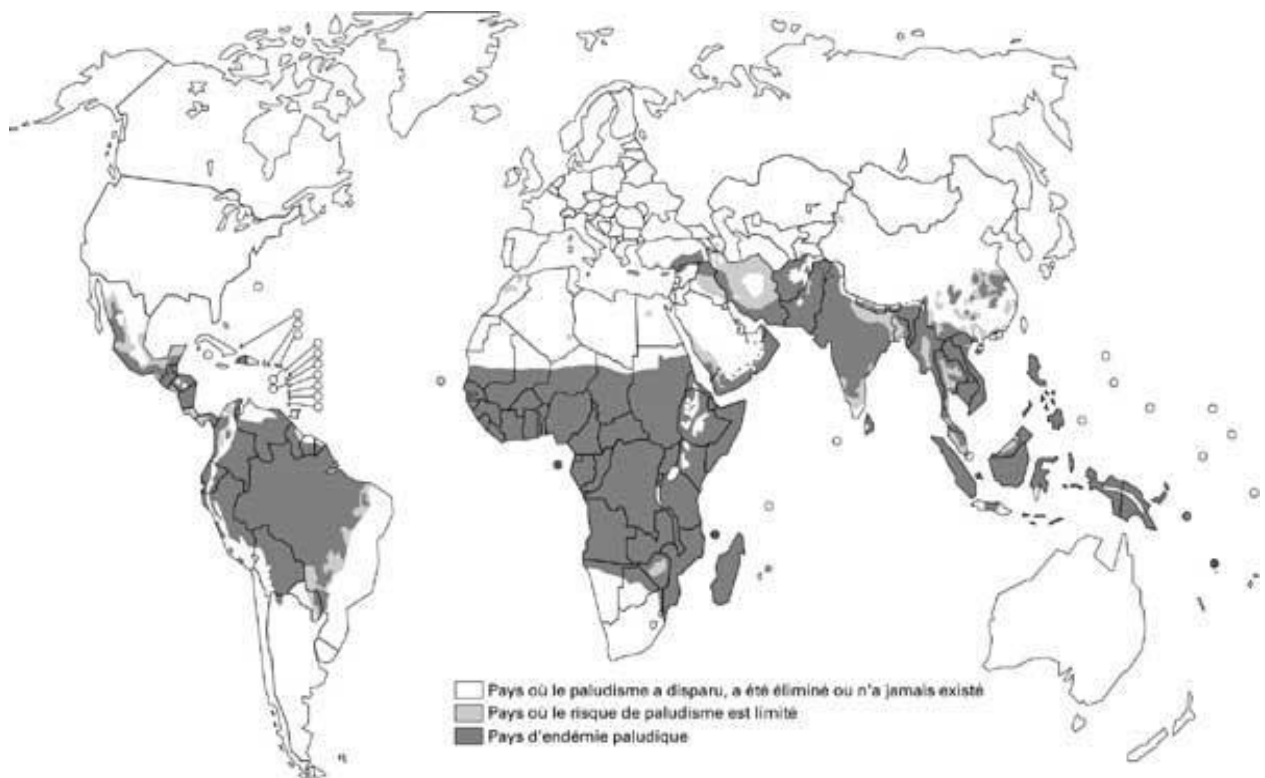 Pays où le paludisme a disparu, a été éliminé ou n'a jamais existé
Pays où le risque de paludisme est limité
Pays d'endémie paludique